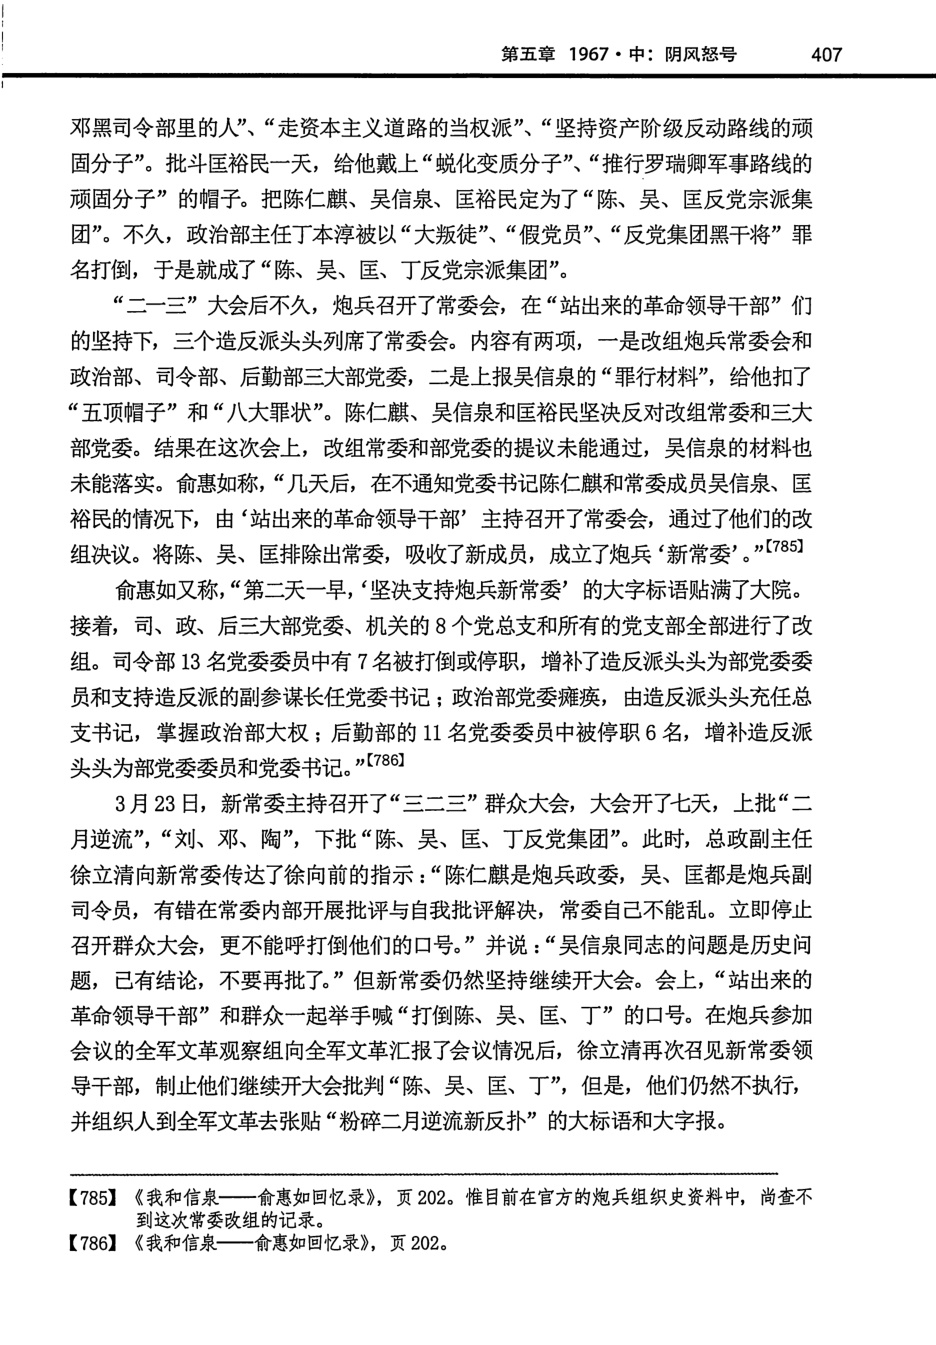 第五章 1967·中：阴风怒号 407
邓黑司令部里的人”、“走资本主义道路的当权派”、“坚持资产阶级反动路线的顽
固分子”。批斗匡裕民一天，给他戴上“蜕化变质分子”、“推行罗瑞卿军事路线的
顽固分子”的帽子。把陈仁麒、吴信泉、匡裕民定为了“陈、吴、匡反党宗派集
团”。不久，政治部主任丁本淳被以“大叛徒”、“假党员”、“反党集团黑干将”罪
名打倒，于是就成了“陈、吴、匡、丁反党宗派集团”。
“二一三”大会后不久，炮兵召开了常委会，在“站出来的革命领导干部”们
的坚持下，三个造反派头头列席了常委会。内容有两项，一是改组炮兵常委会和
政治部、司令部、后勤部三大部党委，二是上报吴信泉的“罪行材料”，给他扣了
“五顶帽子”和“八大罪状”。陈仁麒、吴信泉和匡裕民坚决反对改组常委和三大
部党委。结果在这次会上，改组常委和部党委的提议未能通过，吴信泉的材料也
未能落实。俞惠如称，“几天后，在不通知党委书记陈仁麒和常委成员吴信泉、匡
裕民的情况下，由‘站出来的革命领导干部’主持召开了常委会，通过了他们的改
组决议。将陈、吴、匡排除出常委，吸收了新成员，成立了炮兵‘新常委’。”【785】
俞惠如又称，“第二天一早，‘坚决支持炮兵新常委’的大字标语贴满了大院。
接着，司、政、后三大部党委、机关的 8 个党总支和所有的党支部全部进行了改
组。司令部 13 名党委委员中有 7 名被打倒或停职，增补了造反派头头为部党委委
员和支持造反派的副参谋长任党委书记；政治部党委瘫痪，由造反派头头充任总
支书记，掌握政治部大权；后勤部的 11 名党委委员中被停职 6 名，增补造反派
头头为部党委委员和党委书记。”【786】
3 月 23 日，新常委主持召开了“三二三”群众大会，大会开了七天，上批“二
月逆流”，“刘、邓、陶”，下批“陈、吴、匡、丁反党集团”。此时，总政副主任
徐立清向新常委传达了徐向前的指示：“陈仁麒是炮兵政委，吴、匡都是炮兵副
司令员，有错在常委内部开展批评与自我批评解决，常委自己不能乱。立即停止
召开群众大会，更不能呼打倒他们的口号。”并说：“吴信泉同志的问题是历史问
题，已有结论，不要再批了。”但新常委仍然坚持继续开大会。会上，“站出来的
革命领导干部”和群众一起举手喊“打倒陈、吴、匡、丁”的口号。在炮兵参加
会议的全军文革观察组向全军文革汇报了会议情况后，徐立清再次召见新常委领
导干部，制止他们继续开大会批判“陈、吴、匡、丁”，但是，他们仍然不执行，
并组织人到全军文革去张贴“粉碎二月逆流新反扑”的大标语和大字报。
【785】《我和信泉——俞惠如回忆录》，页 202。惟目前在官方的炮兵组织史资料中，尚查不
到这次常委改组的记录。
【786】《我和信泉——俞惠如回忆录》，页 202。